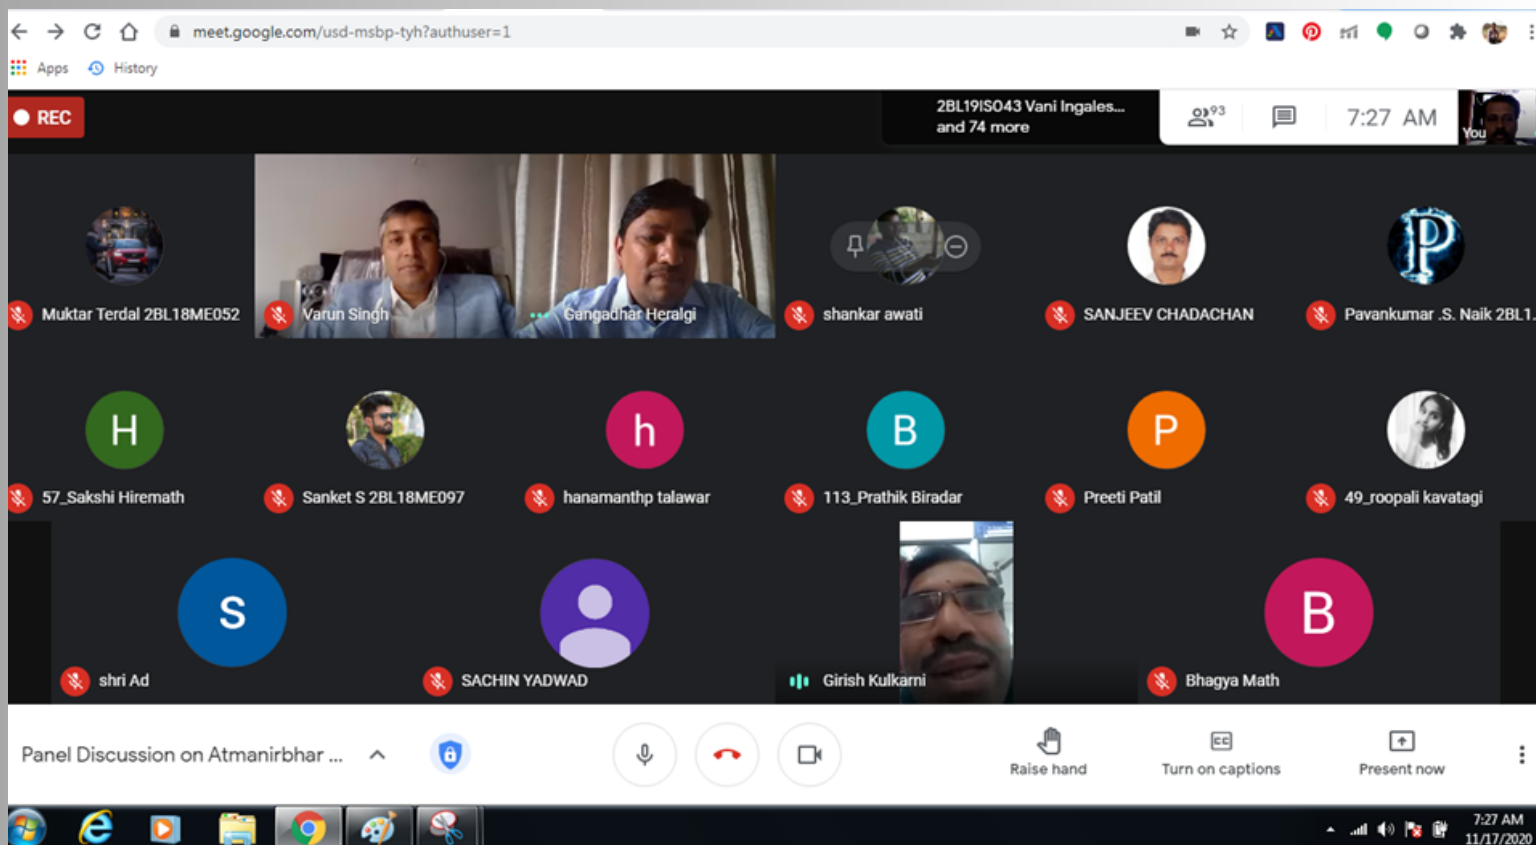 meet.google.com/usd-msbp-tyh?authuser=1
Apps History
REC
2BL19IS043 Vani Ingales...
and 74 more
93
7:27 AM
You
P
Muktar Terdal 2BL18ME052
Varun Singh
Gangadhar Heralgi
shankar awati
SANJEEV CHADACHAN
Pavankumar .S. Naik 2BL1.
H
h
B
P
57_Sakshi Hiremath
Sanket S 2BL18ME097
hanamanthp talawar
113_Prathik Biradar
Preeti Patil
49_roopali kavatagi
S
B
shri Ad
SACHIN YADWAD
Girish Kulkarni
Bhagya Math
Panel Discussion on Atmanirbhar ...
CC
Raise hand
Turn on captions
Present now
7:27 AM
11/17/2020